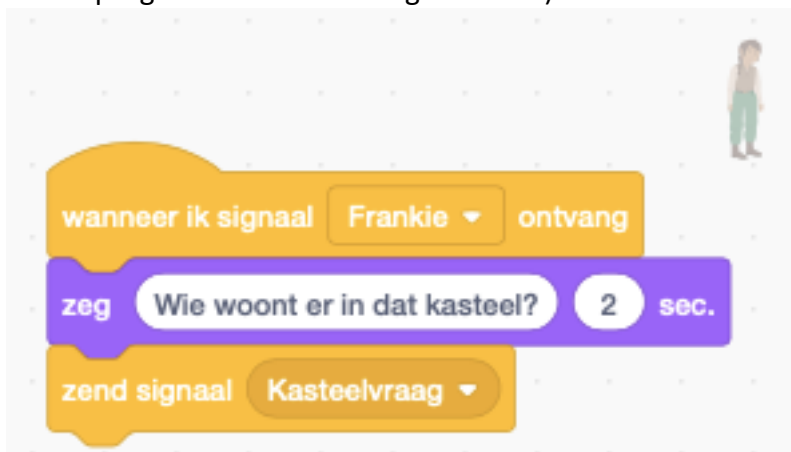 wanneer ik signaal Frankie ontvang
zeg Wie woont er in dat kasteel? 2 sec.
zend signaal Kasteelvraag